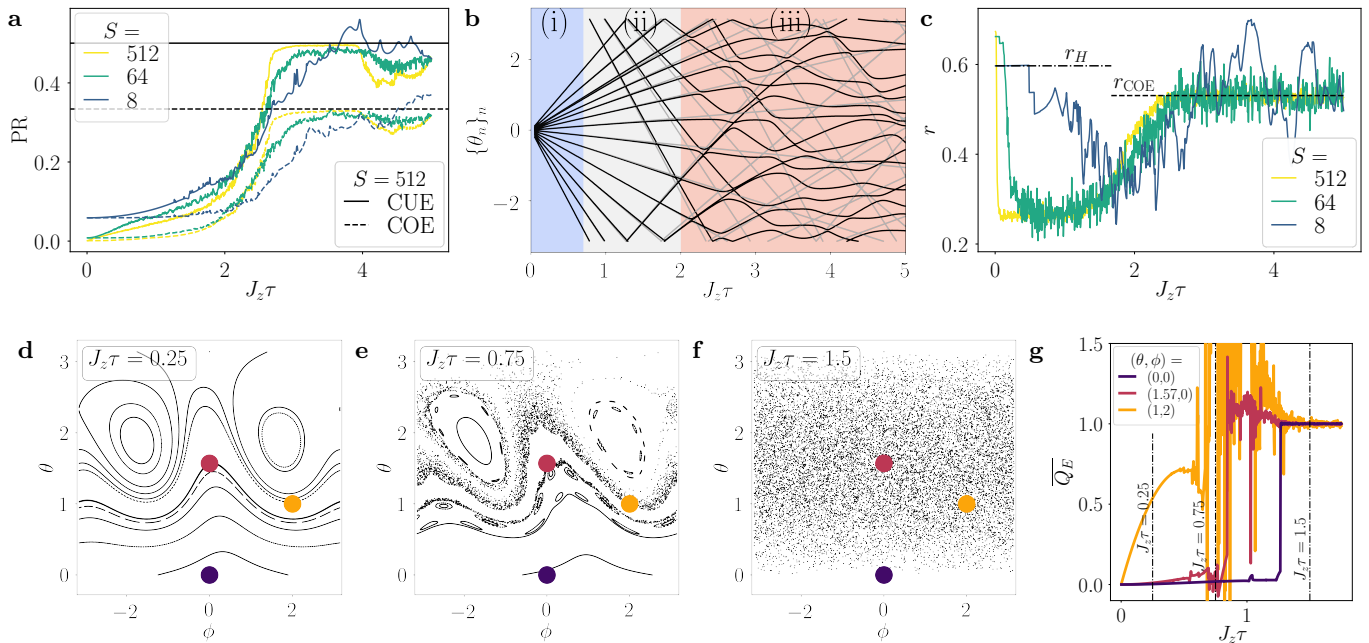 a
S =
512
64
8
S = 512
CUE
COE
PR
0.4
0.2
0.0
0
2
4
J_zτ
b
(i)
(ii)
(iii)
{θ_n}_n
2
0
−2
0
1
2
3
4
5
J_zτ
c
r_H
r_COE
S =
512
64
8
r
0.6
0.4
0.2
0
2
4
J_zτ
d
J_zτ = 0.25
θ
3
2
1
0
−2
0
2
ϕ
e
J_zτ = 0.75
θ
3
2
1
0
−2
0
2
ϕ
f
J_zτ = 1.5
θ
3
2
1
0
−2
0
2
ϕ
g
(θ, ϕ) =
(0,0)
(1.57,0)
(1,2)
J_zτ = 0.25
J_zτ = 0.75
J_zτ = 1.5
Q_E
1.5
1.0
0.5
0.0
0
1
J_zτ